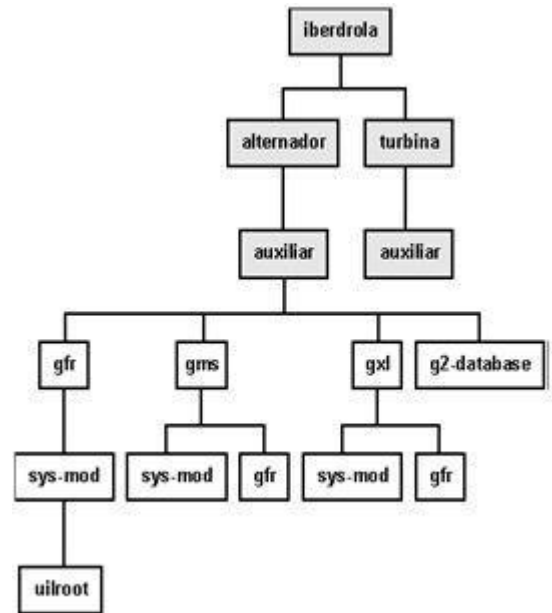 iberdrola
alternador turbina
auxiliar auxiliar
gfr gms gxl g2-database
sys-mod sys-mod gfr sys-mod gfr
uilroot